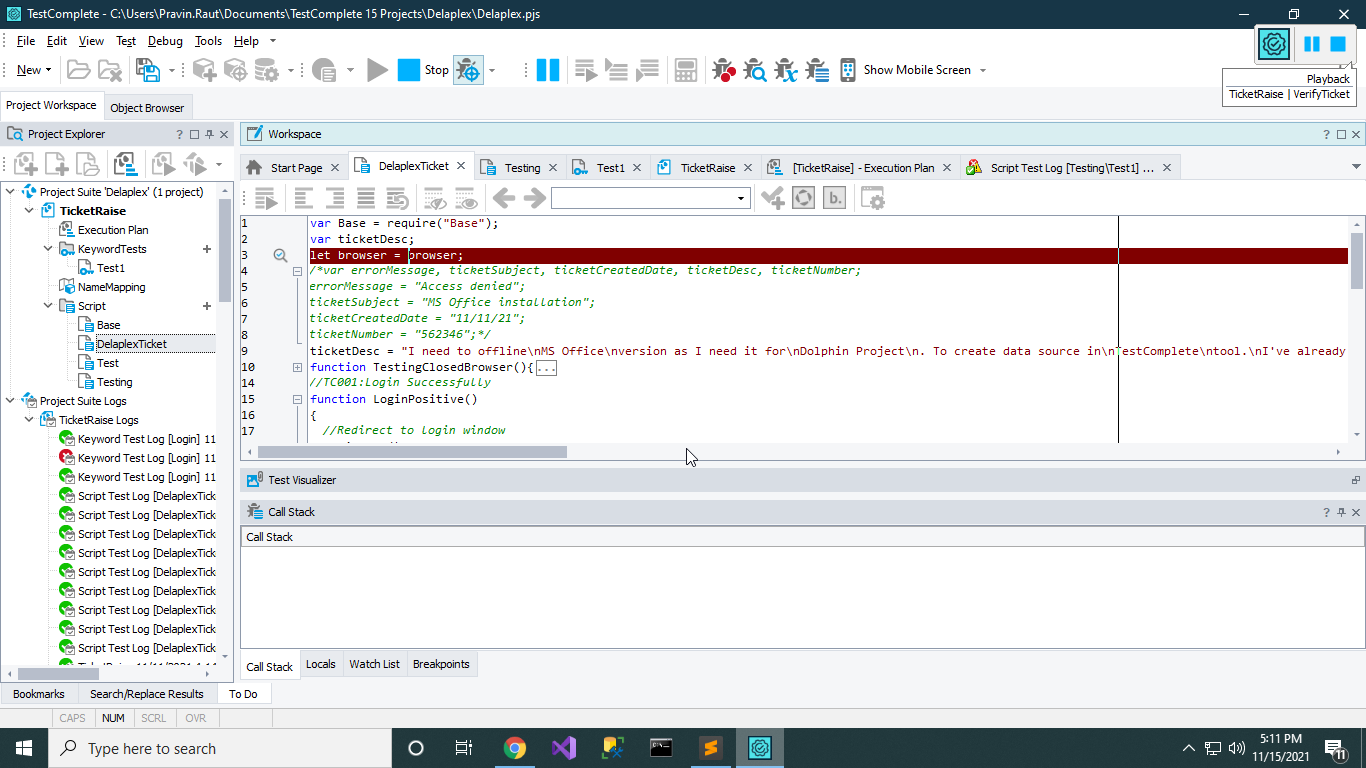 TestComplete - C:\Users\Pravin.Raut\Documents\TestComplete 15 Projects\Delaplex\Delaplex.pjs
File Edit View Test Debug Tools Help
New Stop Show Mobile Screen
Playback
TicketRaise | VerifyTicket
Project Workspace Object Browser
Project Explorer ?
Project Suite 'Delaplex' (1 project)
TicketRaise
Execution Plan
KeywordTests
Test1
NameMapping
Script
Base
DelaplexTicket
Test
Testing
Project Suite Logs
TicketRaise Logs
Keyword Test Log [Login] 11
Keyword Test Log [Login] 11
Keyword Test Log [Login] 11
Script Test Log [DelaplexTick
Script Test Log [DelaplexTick
Script Test Log [DelaplexTick
Script Test Log [DelaplexTick
Script Test Log [DelaplexTick
Script Test Log [DelaplexTick
Script Test Log [DelaplexTick
Script Test Log [DelaplexTick
Script Test Log [DelaplexTick
Workspace ?
Start Page DelaplexTicket Testing Test1 TicketRaise [TicketRaise] - Execution Plan Script Test Log [Testing\Test1] ...
b.
1 var Base = require("Base");
2 var ticketDesc;
3 let browser = browser;
4 /*var errorMessage, ticketSubject, ticketCreatedDate, ticketDesc, ticketNumber;
5 errorMessage = "Access denied";
6 ticketSubject = "MS Office installation";
7 ticketCreatedDate = "11/11/21";
8 ticketNumber = "562346";*/
9 ticketDesc = "I need to offline\nMS Office\nversion as I need it for\nDolphin Project\n. To create data source in\nTestComplete\ntool.\nI've already
10 function TestingClosedBrowser(){...
14 //TC001:Login Successfully
15 function LoginPositive()
16 {
17 //Redirect to login window
Test Visualizer
Call Stack ?
Call Stack
Call Stack Locals Watch List Breakpoints
Bookmarks Search/Replace Results To Do
CAPS NUM SCRL OVR
Type here to search
5:11 PM
11/15/2021
11